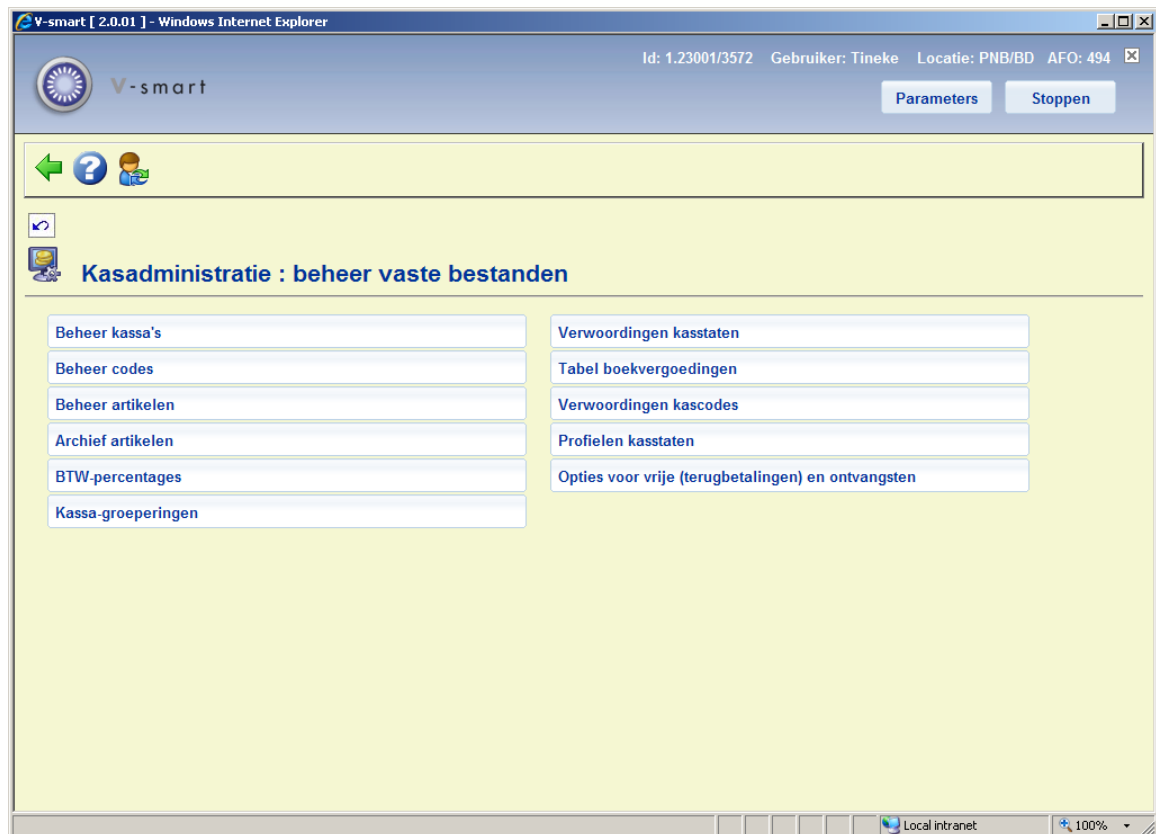 V-smart [ 2.0.01 ] - Windows Internet Explorer
Id: 1.23001/3572 Gebruiker: Tineke Locatie: PNB/BD AFO: 494
V-smart
Parameters Stoppen
Kasadministratie : beheer vaste bestanden
Beheer kassa's
Beheer codes
Beheer artikelen
Archief artikelen
BTW-percentages
Kassa-groeperingen
Verwoordingen kasstaten
Tabel boekvergoedingen
Verwoordingen kascodes
Profielen kasstaten
Opties voor vrije (terugbetalingen) en ontvangsten
Local intranet 100%